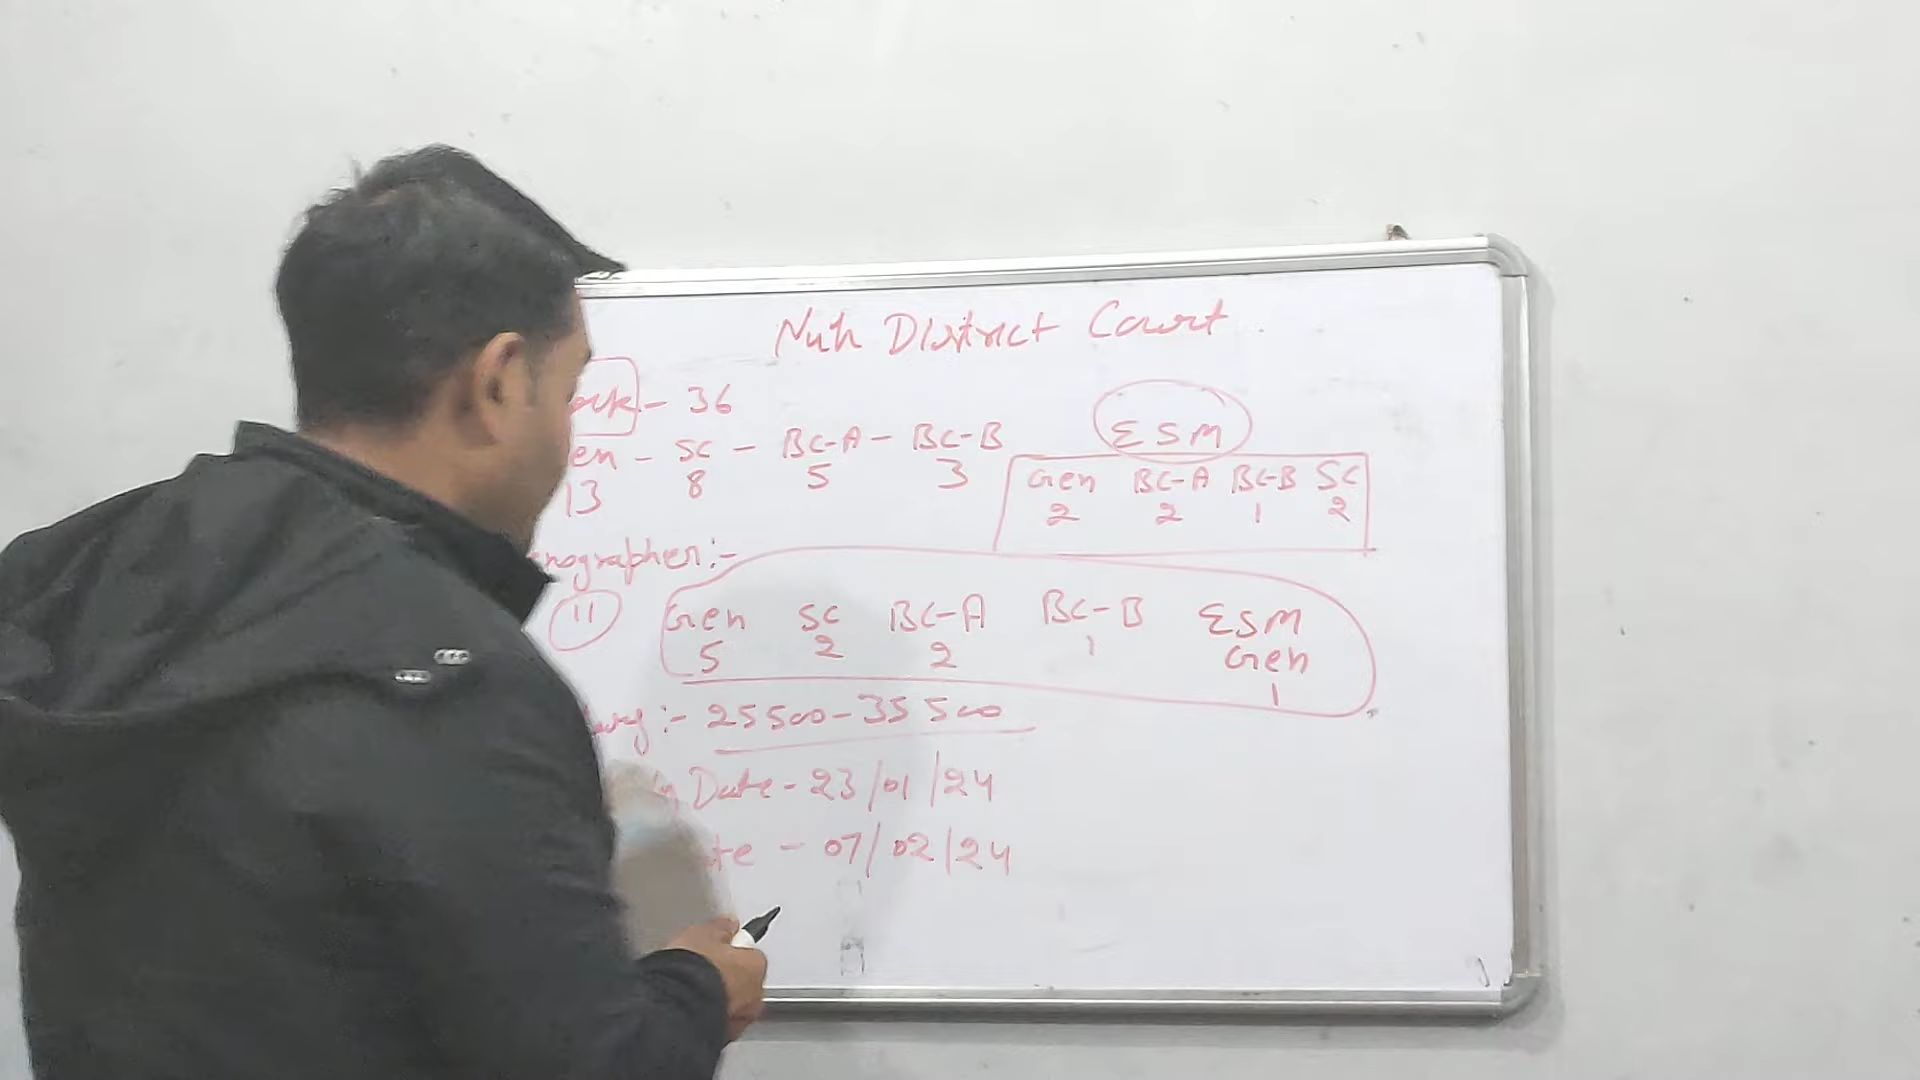 Nuh District Court
- 36
- SC - BC-A - BC-B
13 8 5 3
ESM
Gen BC-A BC-B SC
2 2 1 2
nographer:-
11
Gen SC BC-A BC-B ESM
5 2 2 1 Gen
1
:- 25500-35500
Date - 23/01/24
- 07/02/24